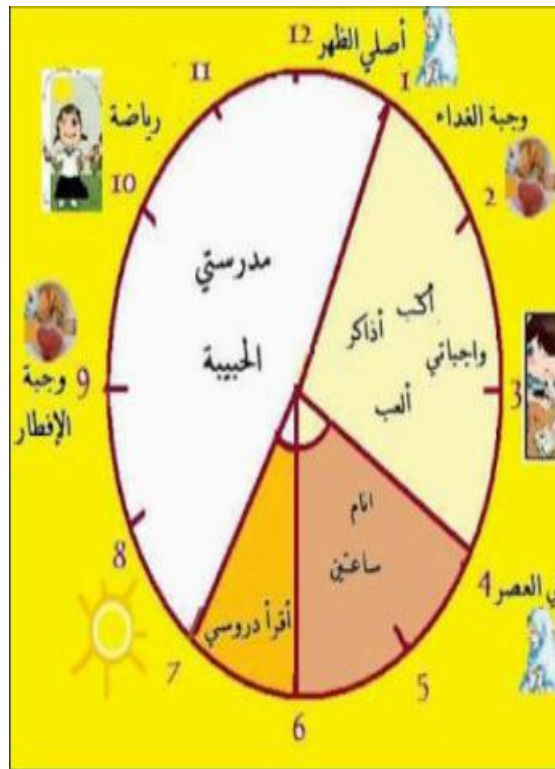 12 أصلي الظهر
11
1
رياضة
وجبة الغداء
10
2
مدرستي
الحبيبة
أكتب
أذاكر
واجباتي
ألعب
9
وجبة
الإفطار
3
انام
ساعتين
8
4
العصر
أقرأ دروسي
7
5
6